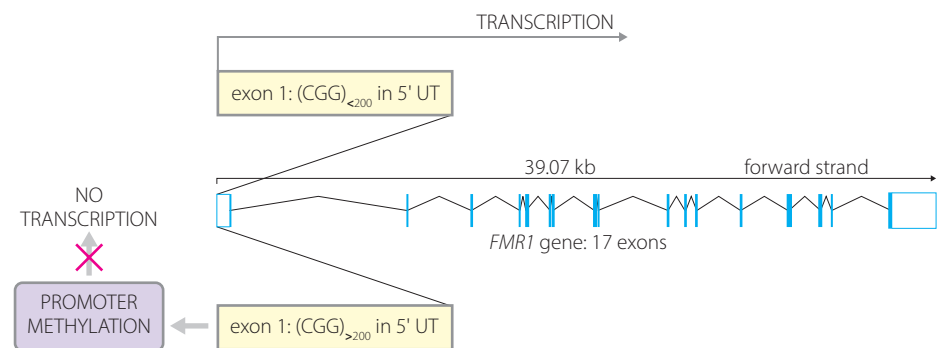 TRANSCRIPTION
exon 1: (CGG)<200 in 5' UT
39.07 kb
forward strand
NO
TRANSCRIPTION
FMR1 gene: 17 exons
PROMOTER
METHYLATION
exon 1: (CGG)>200 in 5' UT